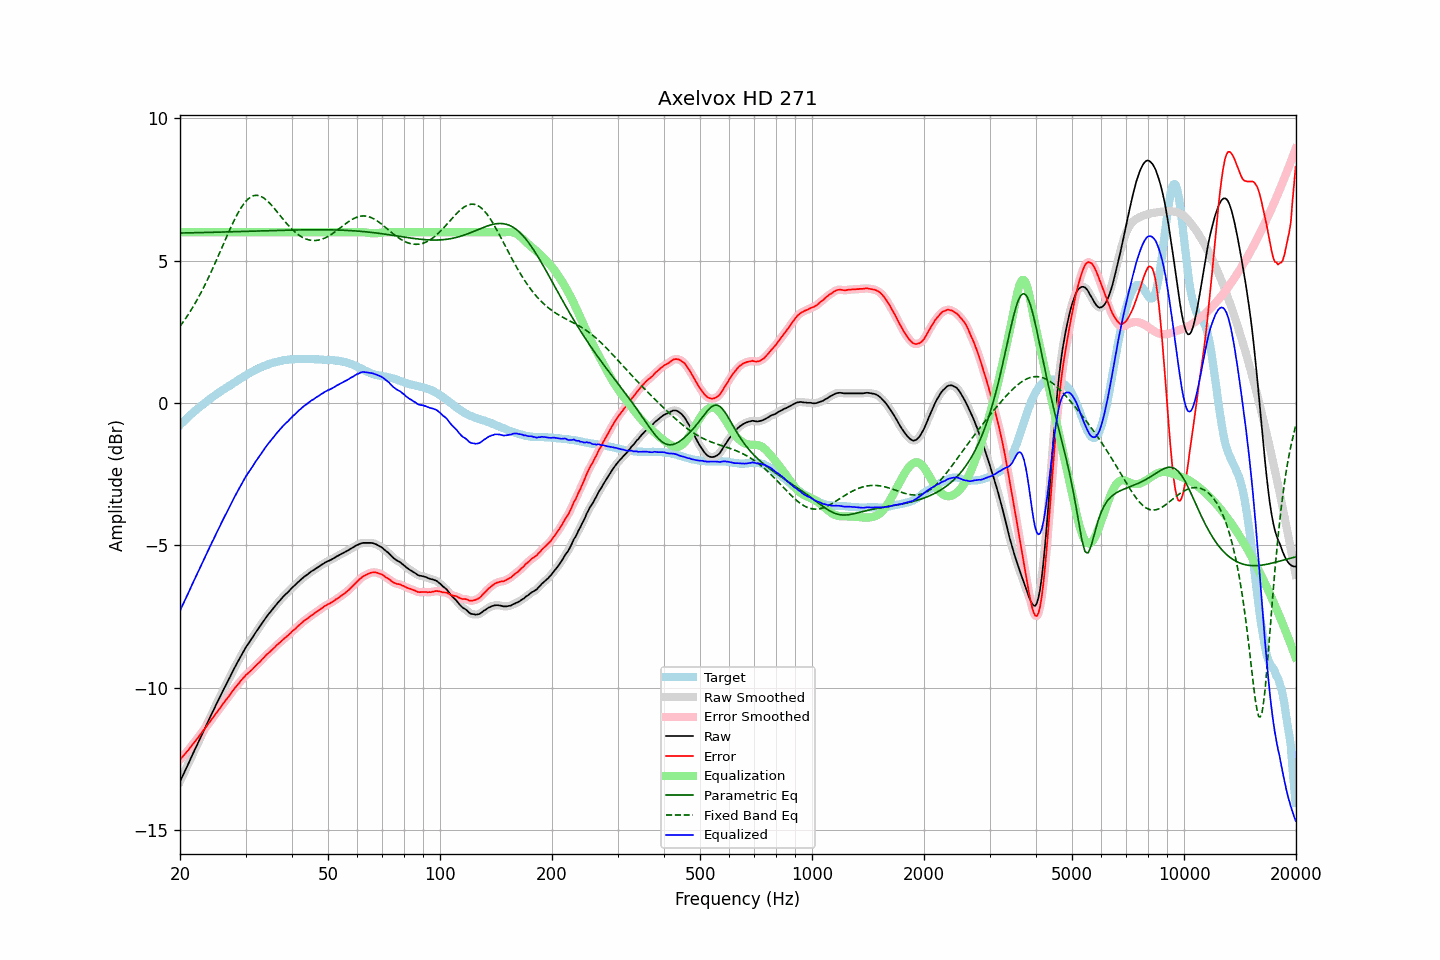 Axelvox HD 271
Amplitude (dBr)
10
5
0
−5
−10
−15
Target
Raw Smoothed
Error Smoothed
Raw
Error
Equalization
Parametric Eq
Fixed Band Eq
Equalized
20
50
100
200
500
1000
2000
5000
10000
20000
Frequency (Hz)